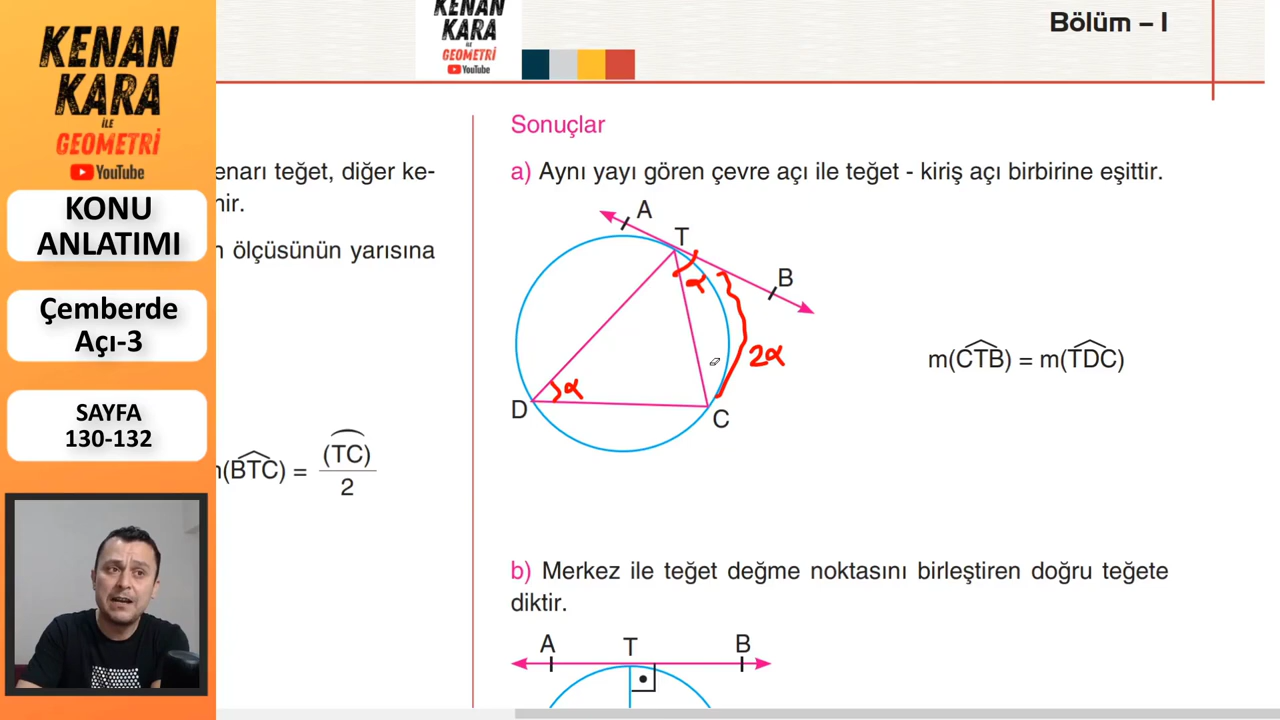 KENAN
KARA
İLE
GEOMETRİ
YouTube
KONU
ANLATIMI
Çemberde
Açı-3
SAYFA
130-132
KENAN
KARA
İLE
GEOMETRİ
YouTube
Bölüm – I
enarı teğet, diğer ke-
nir.
ölçüsünün yarısına
(BTC) = (TC)
2
Sonuçlar
a) Aynı yayı gören çevre açı ile teğet - kiriş açı birbirine eşittir.
A
T
B
α
2α
α
D
C
m(CTB) = m(TDC)
b) Merkez ile teğet değme noktasını birleştiren doğru teğete
diktir.
A T B